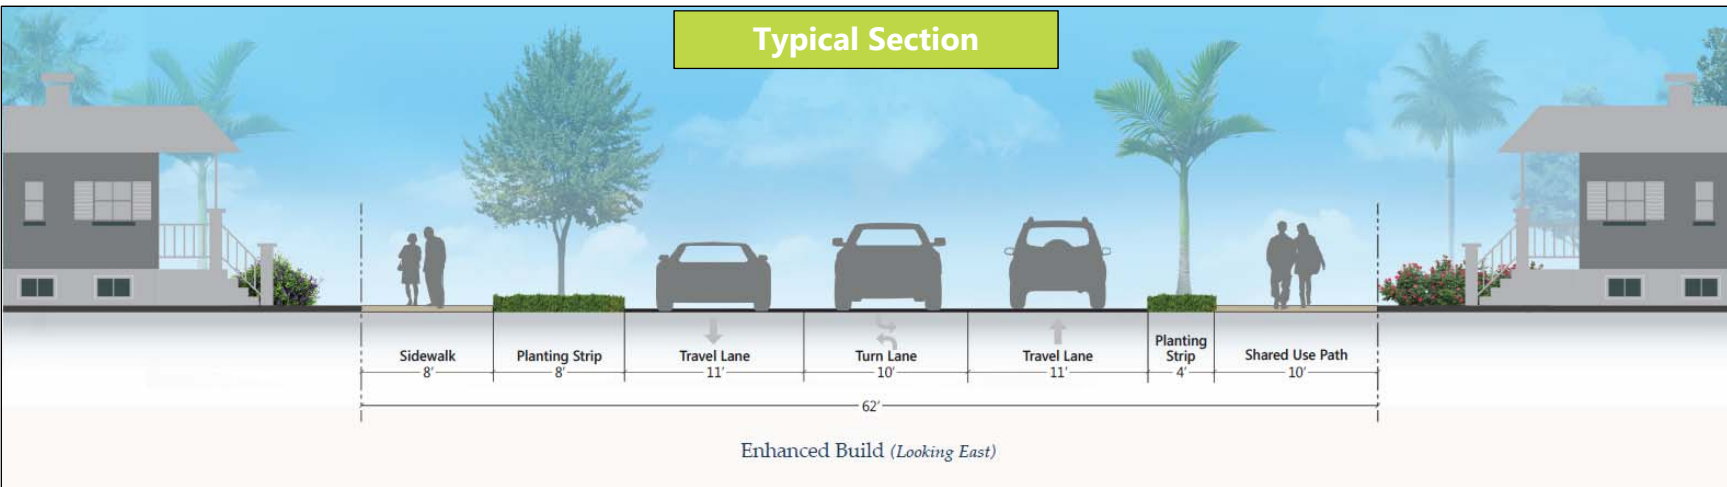 Typical Section
Sidewalk
8'
Planting Strip
8'
Travel Lane
11'
Turn Lane
10'
Travel Lane
11'
Planting
Strip
4'
Shared Use Path
10'
62'
Enhanced Build (Looking East)